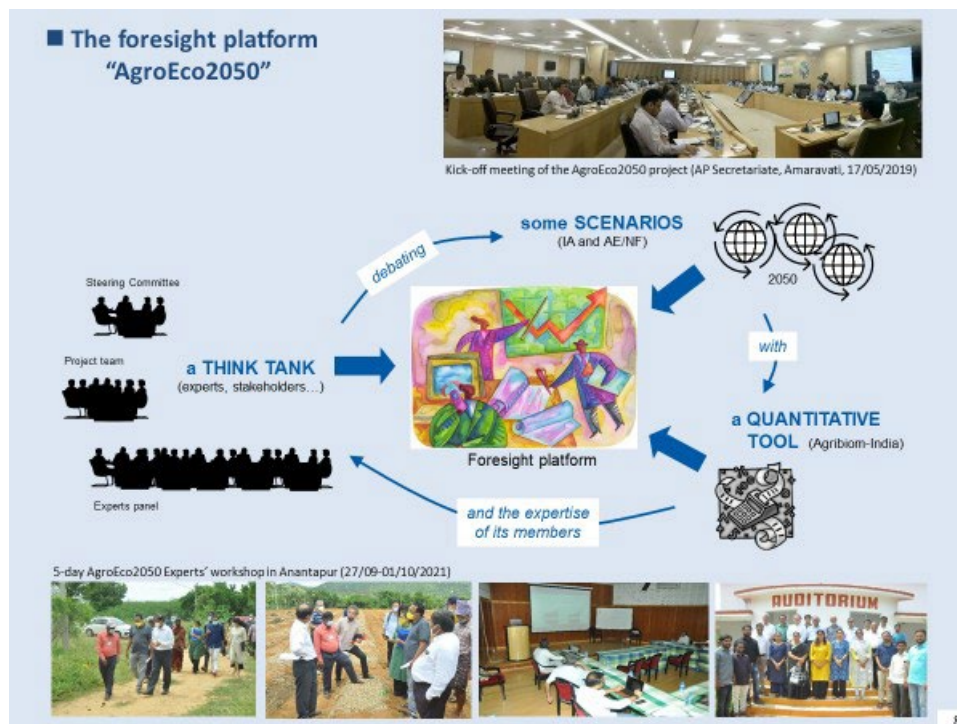 ■ The foresight platform
“AgroEco2050”
Kick-off meeting of the AgroEco2050 project (AP Secretariate, Amaravati, 17/05/2019)
some SCENARIOS
(IA and AE/NF)
debating
2050
Steering Committee
with
Project team
a THINK TANK
(experts, stakeholders…)
a QUANTITATIVE
TOOL (Agribiom-India)
Foresight platform
and the expertise
of its members
Experts panel
5-day AgroEco2050 Experts’ workshop in Anantapur (27/09-01/10/2021)
AUDITORIUM